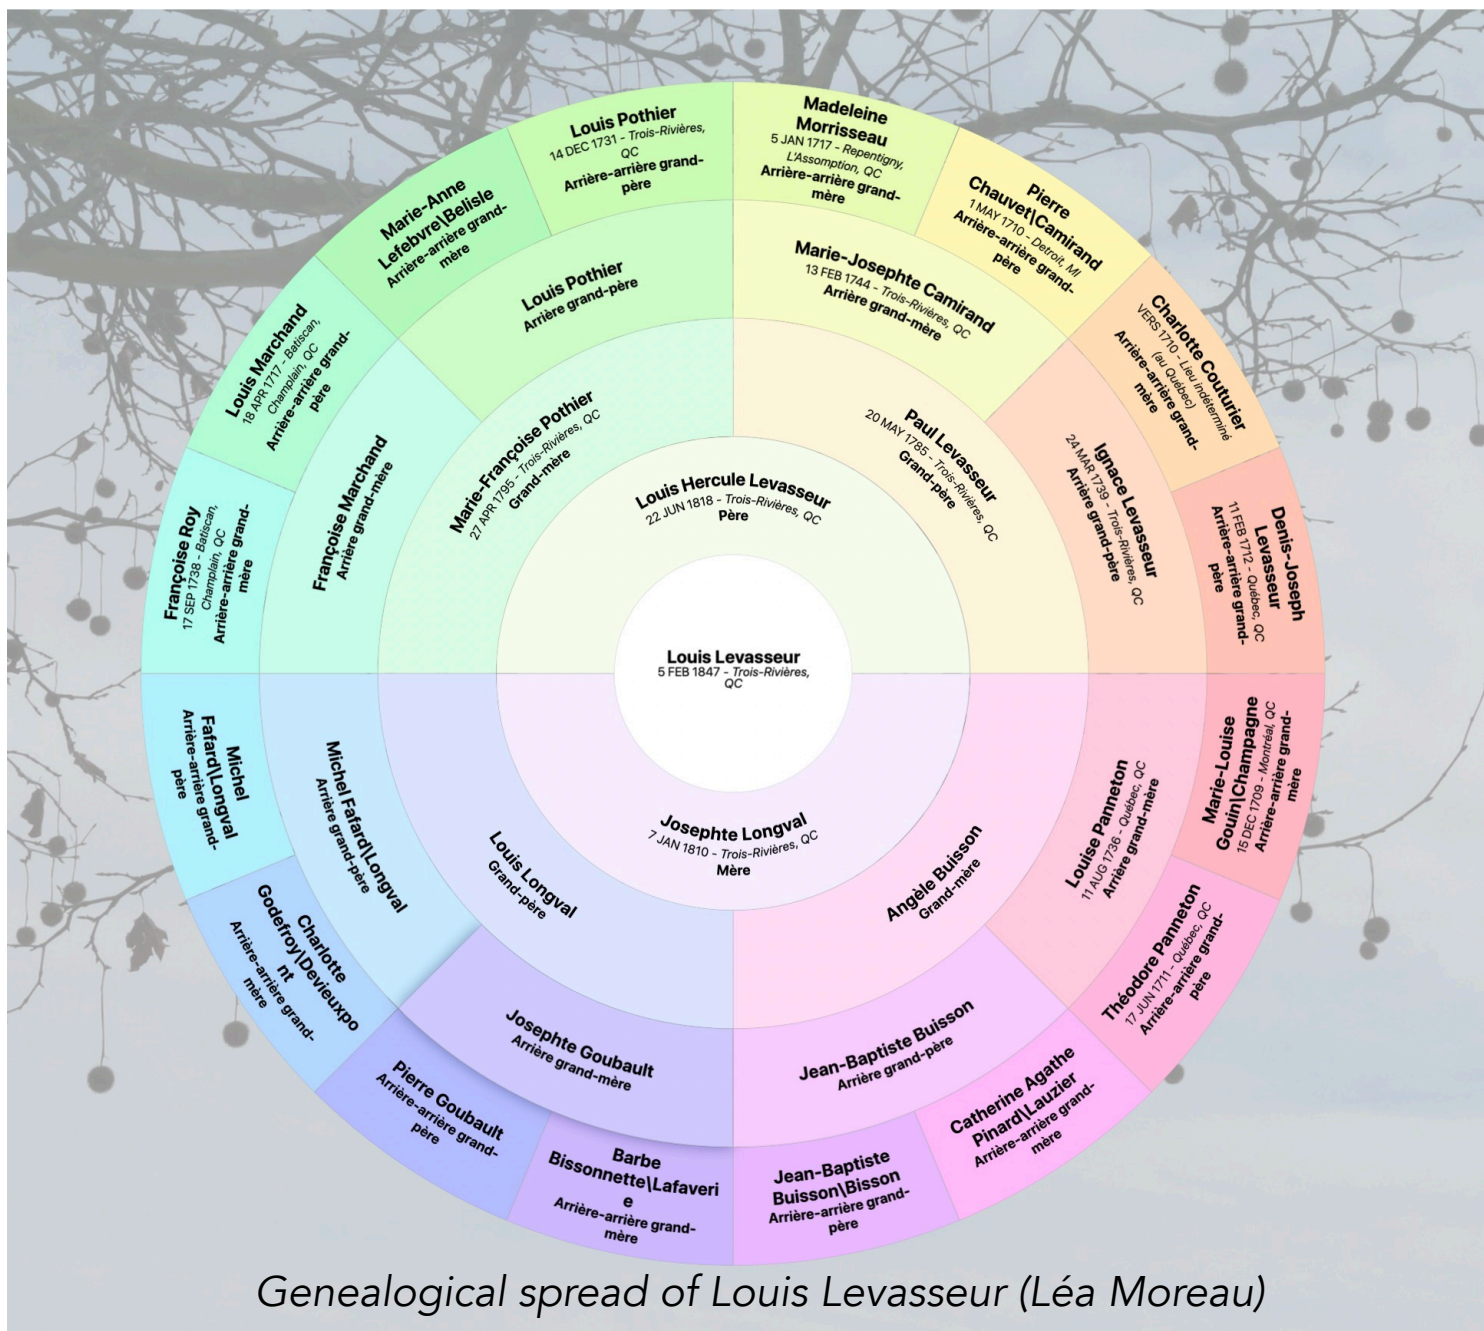 Louis Levasseur
5 FEB 1847 - Trois-Rivières,
QC
Louis Hercule Levasseur
22 JUN 1818 - Trois-Rivières, QC
Père
Josephte Longval
7 JAN 1810 - Trois-Rivières, QC
Mère
Marie-Françoise Pothier
27 APR 1795 - Trois-Rivières, QC
Grand-mère
Paul Levasseur
20 MAY 1785 - Trois-Rivières, QC
Grand-père
Angèle Buisson
Grand-mère
Louis Longval
Grand-père
Françoise Marchand
Arrière grand-mère
Louis Pothier
Arrière grand-père
Marie-Josephte Camirand
13 FEB 1744 - Trois-Rivières, QC
Arrière grand-mère
Ignace Levasseur
24 MAR 1739 - Trois-Rivières, QC
Arrière grand-père
Louise Panneton
11 AUG 1736 - Québec, QC
Arrière grand-mère
Jean-Baptiste Buisson
Arrière grand-père
Josephte Goubault
Arrière grand-mère
Michel Fafard\Longval
Arrière grand-père
Françoise Roy
17 SEP 1738 - Batiscan,
Champlain, QC
Arrière-arrière grand-
mère
Louis Marchand
18 APR 1717 - Batiscan,
Champlain, QC
Arrière-arrière grand-
père
Marie-Anne
Lefebvre\Belisle
Arrière-arrière grand-
mère
Louis Pothier
14 DEC 1731 - Trois-Rivières,
QC
Arrière-arrière grand-
père
Madeleine
Morrisseau
5 JAN 1717 - Repentigny,
L'Assomption, QC
Arrière-arrière grand-
mère
Pierre
Chauvet\Camirand
1 MAY 1710 - Detroit, MI
Arrière-arrière grand-
père
Charlotte Couturier
VERS 1710 - Lieu indéterminé
(au Québec)
Arrière-arrière grand-
mère
Denis-Joseph
Levasseur
11 FEB 1712 - Québec, QC
Arrière-arrière grand-
père
Marie-Louise
Gouin\Champagne
15 DEC 1709 - Montréal, QC
Arrière-arrière grand-
mère
Théodore Panneton
17 JUN 1711 - Québec, QC
Arrière-arrière grand-
père
Catherine Agathe
Pinard\Lauzier
Arrière-arrière grand-
mère
Jean-Baptiste
Buisson\Bisson
Arrière-arrière grand-
père
Barbe
Bissonnette\Lafaveri
e
Arrière-arrière grand-
mère
Pierre Goubault
Arrière-arrière grand-
père
Charlotte
Godefroy\Devieuxpo
nt
Arrière-arrière grand-
mère
Michel
Fafard\Longval
Arrière-arrière grand-
père
Genealogical spread of Louis Levasseur (Léa Moreau)